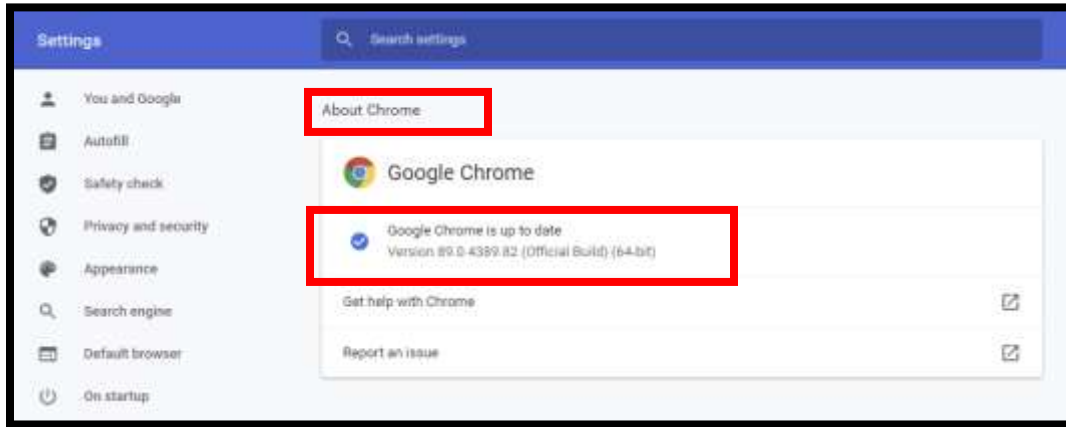 Settings
Search settings
You and Google
Autofill
Safety check
Privacy and security
Appearance
Search engine
Default browser
On startup
About Chrome
Google Chrome
Google Chrome is up to date
Version 89.0.4389.82 (Official Build) (64-bit)
Get help with Chrome
Report an issue